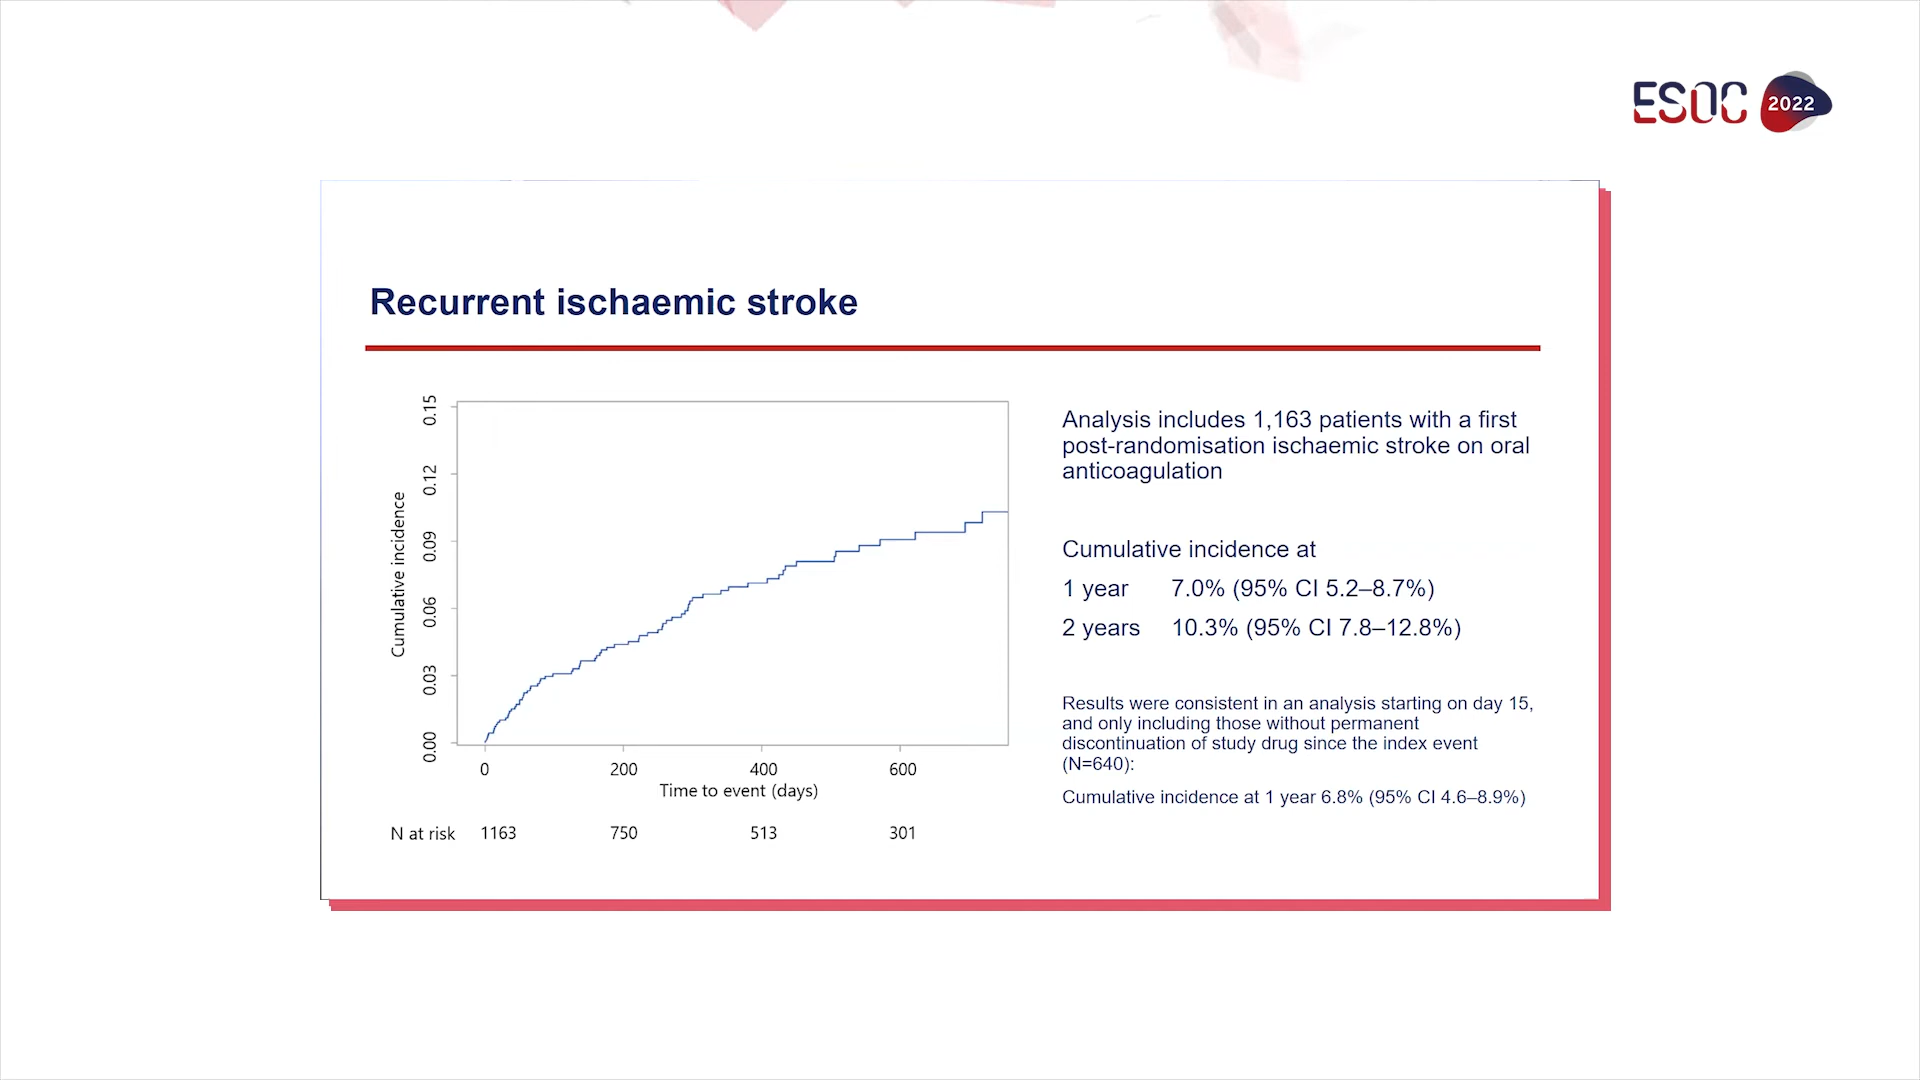 ESOC 2022
Recurrent ischaemic stroke
0.15
0.12
0.09
0.06
0.03
0.00
Cumulative incidence
0 200 400 600
Time to event (days)
N at risk 1163 750 513 301
Analysis includes 1,163 patients with a first
post-randomisation ischaemic stroke on oral
anticoagulation
Cumulative incidence at
1 year 7.0% (95% CI 5.2–8.7%)
2 years 10.3% (95% CI 7.8–12.8%)
Results were consistent in an analysis starting on day 15,
and only including those without permanent
discontinuation of study drug since the index event
(N=640):
Cumulative incidence at 1 year 6.8% (95% CI 4.6–8.9%)